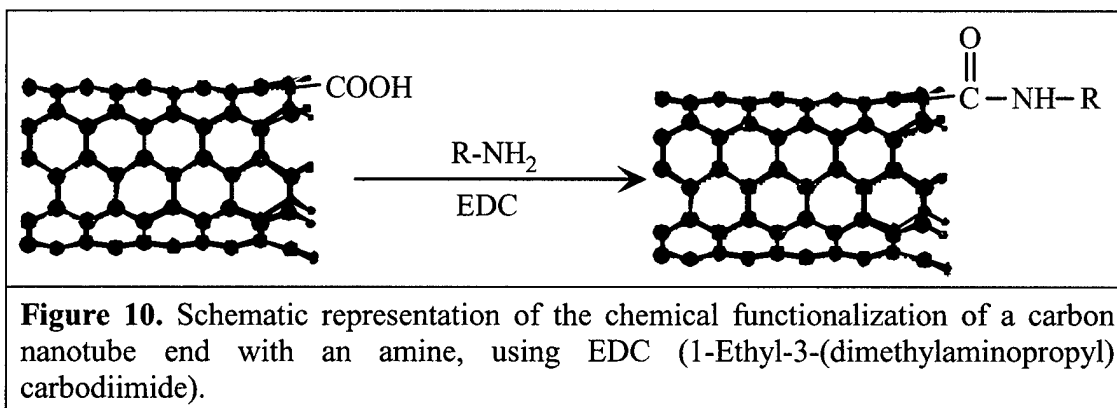 COOH
R-NH₂
EDC
O
C-NH-R
Figure 10. Schematic representation of the chemical functionalization of a carbon
nanotube end with an amine, using EDC (1-Ethyl-3-(dimethylaminopropyl)
carbodiimide).